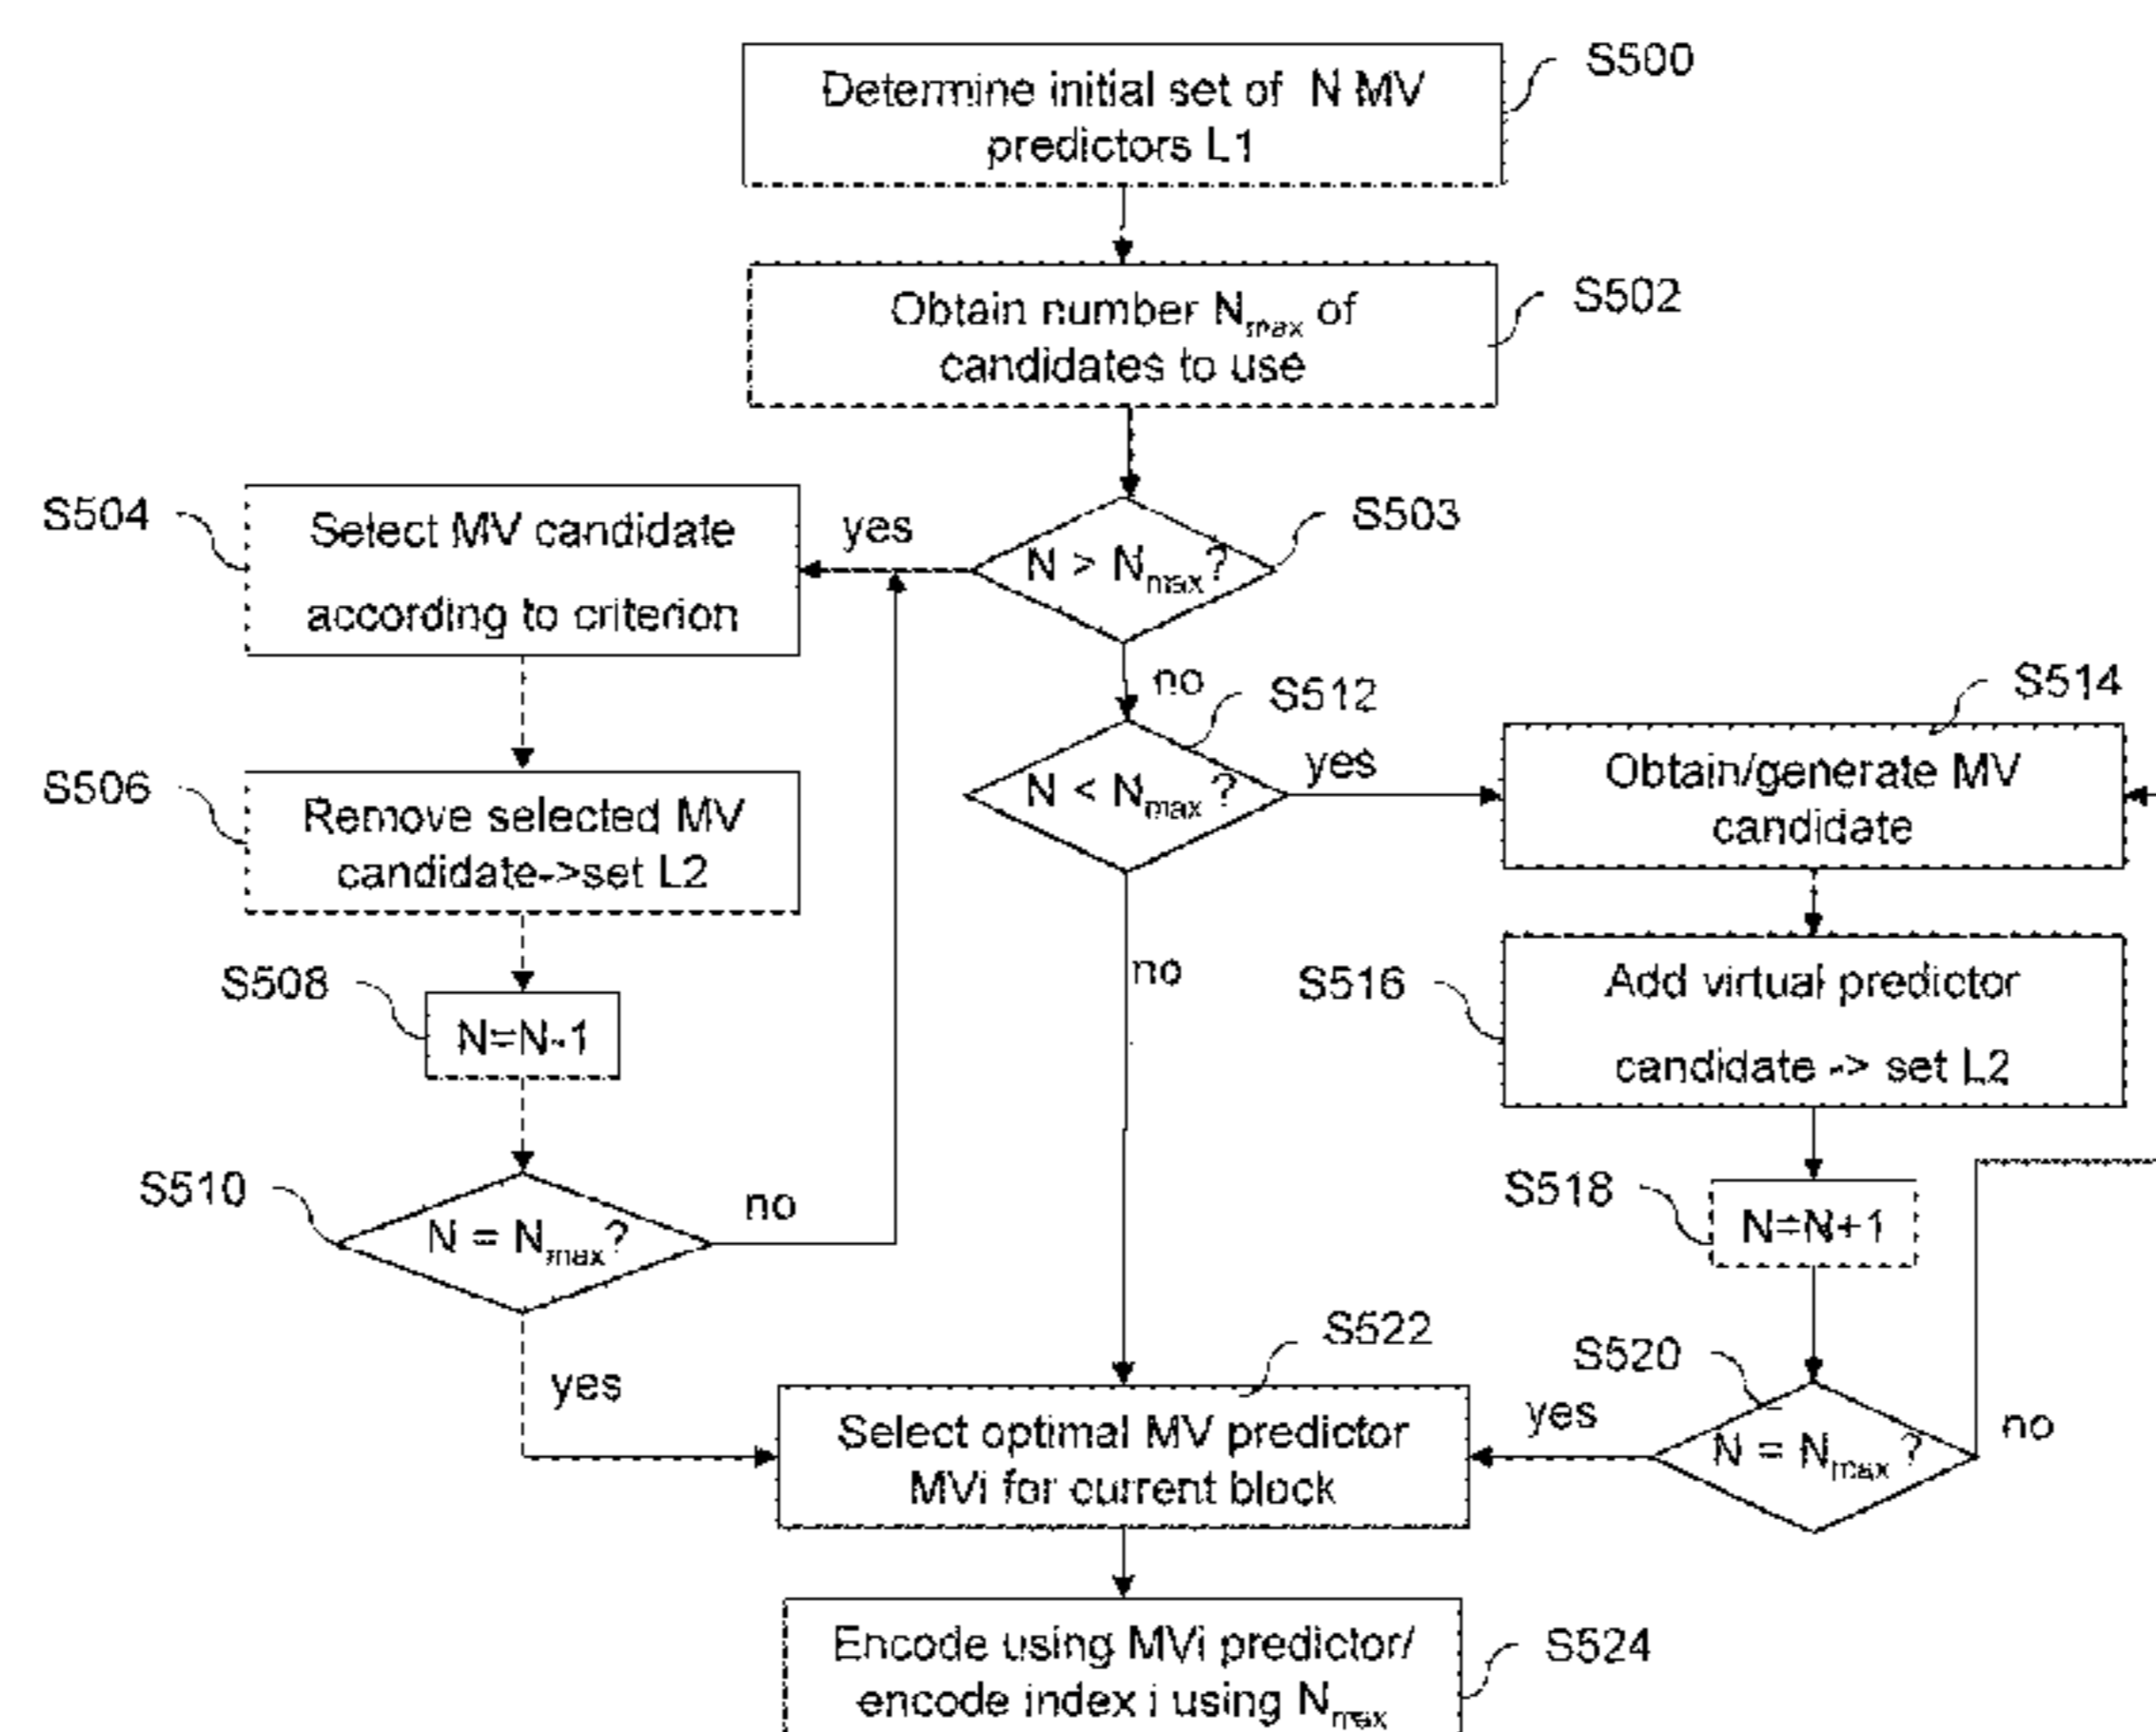 S500
Determine initial set of N MV
predictors L1
S502
Obtain number Nmax of
candidates to use
S504
Select MV candidate
according to criterion
yes
S503
N > Nmax?
no
S512
N < Nmax?
yes
S514
Obtain/generate MV
candidate
S506
Remove selected MV
candidate->set L2
no
S516
Add virtual predictor
candidate -> set L2
S508
N=N-1
S518
N=N+1
S510
N = Nmax?
no
yes
S522
Select optimal MV predictor
MVi for current block
S520
N = Nmax?
yes
no
Encode using MVi predictor/
encode index i using Nmax
S524